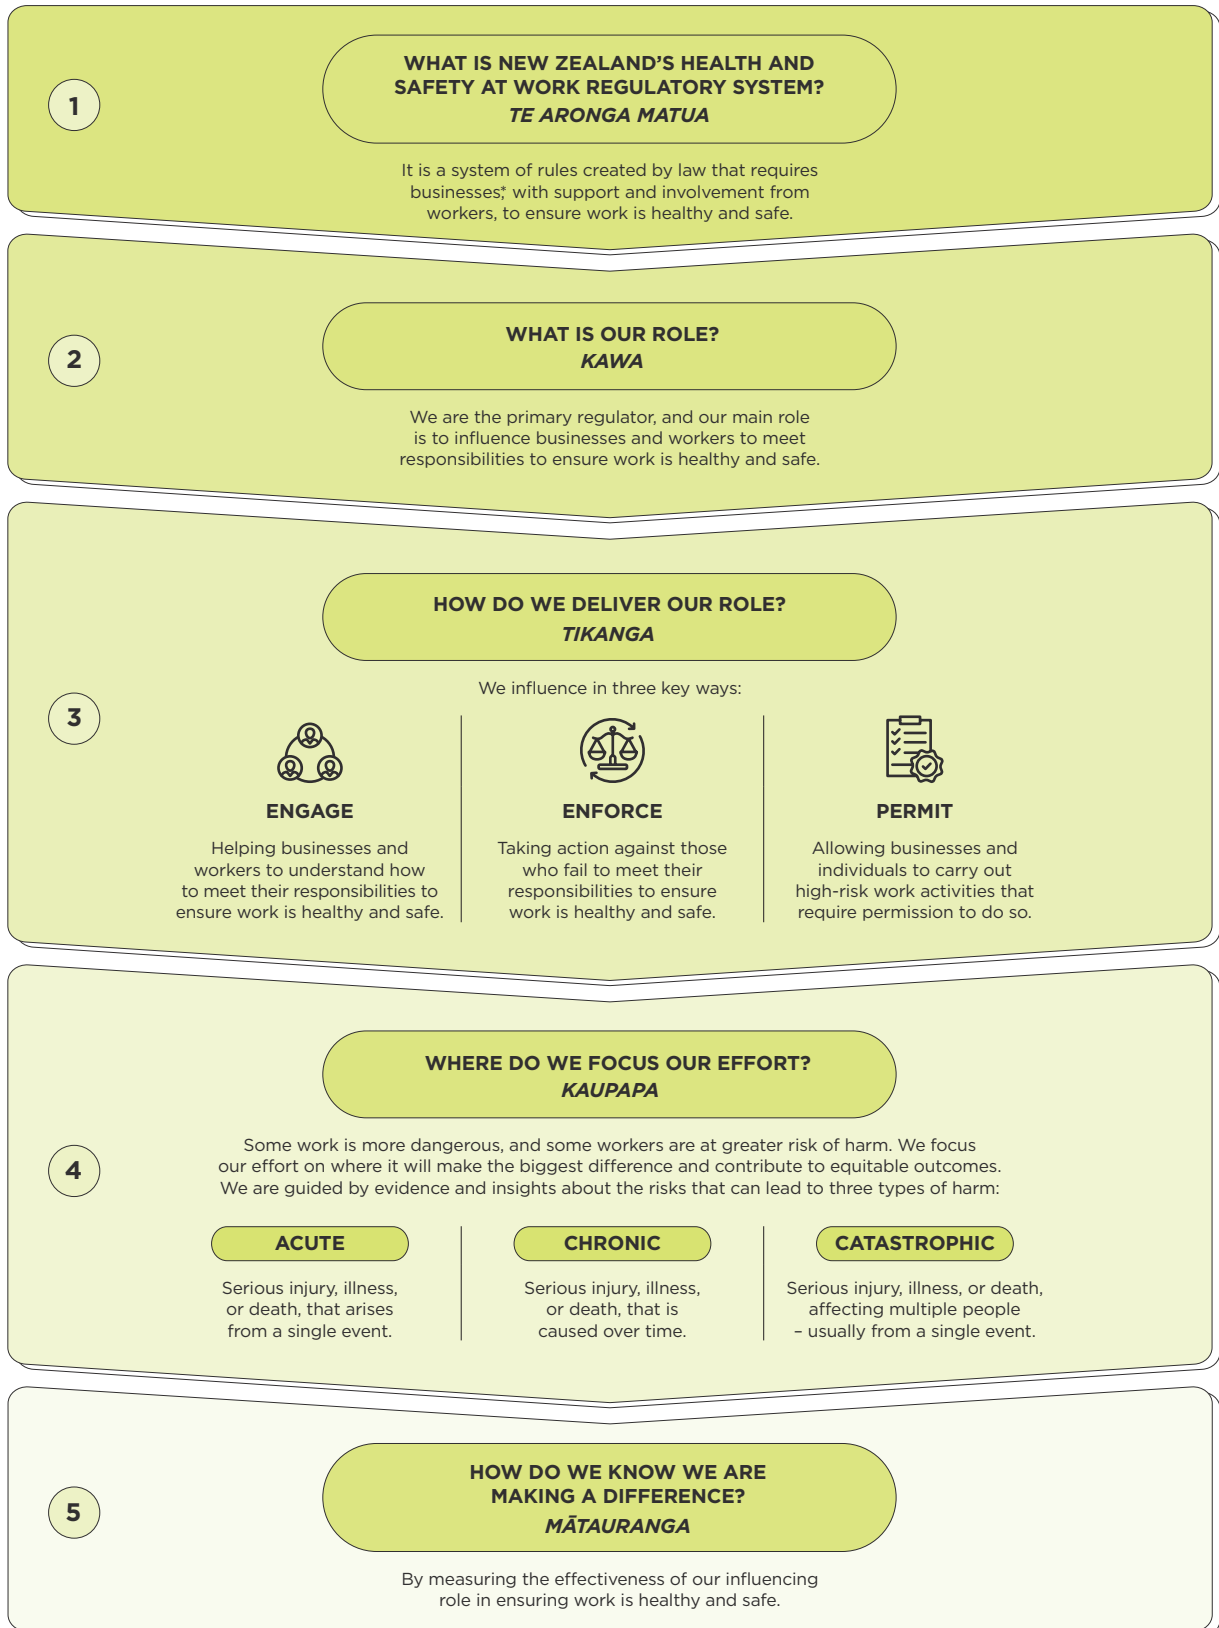 1
WHAT IS NEW ZEALAND’S HEALTH AND
SAFETY AT WORK REGULATORY SYSTEM?
TE ARONGA MATUA
It is a system of rules created by law that requires
businesses,* with support and involvement from
workers, to ensure work is healthy and safe.
2
WHAT IS OUR ROLE?
KAWA
We are the primary regulator, and our main role
is to influence businesses and workers to meet
responsibilities to ensure work is healthy and safe.
3
HOW DO WE DELIVER OUR ROLE?
TIKANGA
We influence in three key ways:
ENGAGE
Helping businesses and
workers to understand how
to meet their responsibilities to
ensure work is healthy and safe.
ENFORCE
Taking action against those
who fail to meet their
responsibilities to ensure
work is healthy and safe.
PERMIT
Allowing businesses and
individuals to carry out
high-risk work activities that
require permission to do so.
4
WHERE DO WE FOCUS OUR EFFORT?
KAUPAPA
Some work is more dangerous, and some workers are at greater risk of harm. We focus
our effort on where it will make the biggest difference and contribute to equitable outcomes.
We are guided by evidence and insights about the risks that can lead to three types of harm:
ACUTE
Serious injury, illness,
or death, that arises
from a single event.
CHRONIC
Serious injury, illness,
or death, that is
caused over time.
CATASTROPHIC
Serious injury, illness, or death,
affecting multiple people
– usually from a single event.
5
HOW DO WE KNOW WE ARE
MAKING A DIFFERENCE?
MĀTAURANGA
By measuring the effectiveness of our influencing
role in ensuring work is healthy and safe.